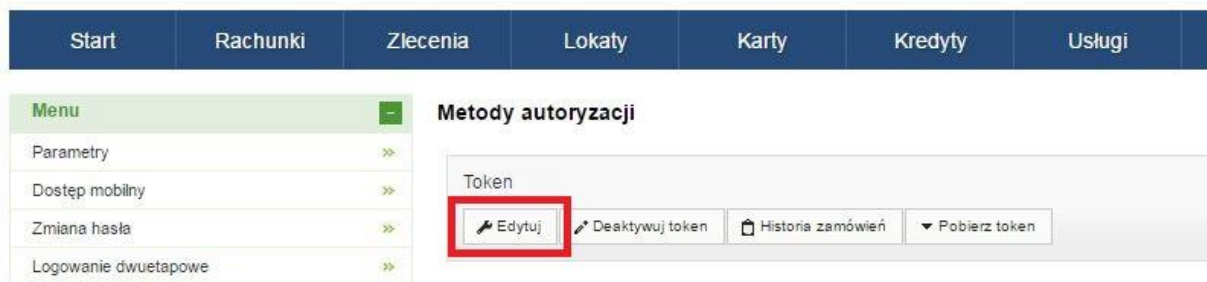 Start Rachunki Zlecenia Lokaty Karty Kredyty Usługi
Menu
Parametry
Dostęp mobilny
Zmiana hasła
Logowanie dwuetapowe
Metody autoryzacji
Token
Edytuj Deaktywuj token Historia zamówień Pobierz token